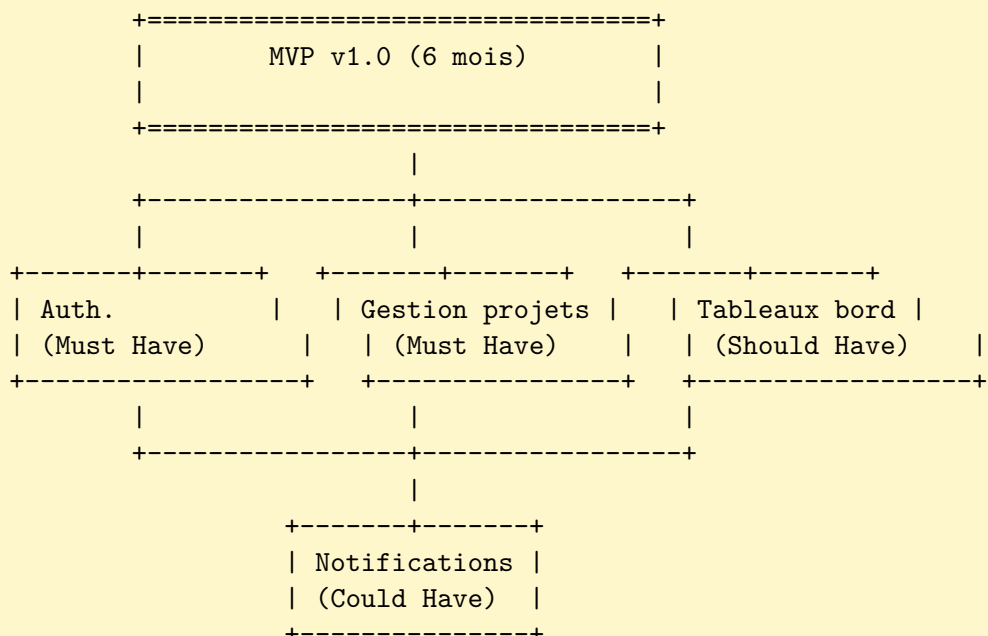 +=================================+
| MVP v1.0 (6 mois) |
| |
+=================================+
|
+-----------------+-----------------+
| | |
+-------+-------+ +-------+-------+ +-------+-------+
| Auth. | | Gestion projets | | Tableaux bord |
| (Must Have) | | (Must Have) | | (Should Have) |
+------------------+ +----------------+ +------------------+
| | |
+-----------------+-----------------+
|
+-------+-------+
| Notifications |
| (Could Have) |
+---------------+